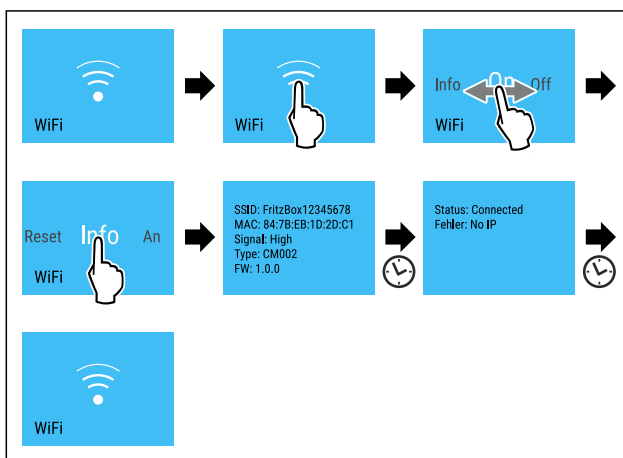 WiFi
WiFi
Info On Off
WiFi
Reset Info An
WiFi
SSID: FritzBox12345678
MAC: 84:7B:EB:1D:2D:C1
Signal: High
Type: CM002
FW: 1.0.0
Status: Connected
Fehler: No IP
WiFi